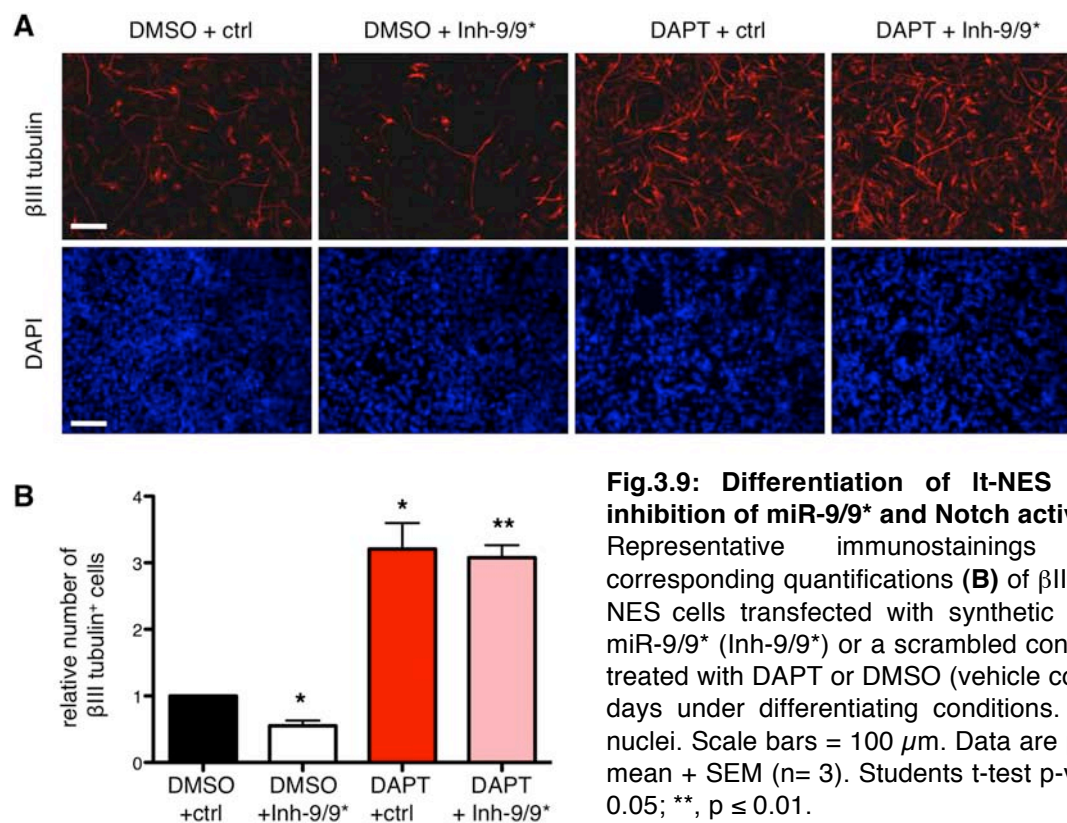 A
DMSO + ctrl
DMSO + Inh-9/9*
DAPT + ctrl
DAPT + Inh-9/9*
βIII tubulin
DAPI
B
relative number of
βIII tubulin⁺ cells
4
3
2
1
0
*
*
**
DMSO
+ctrl
DMSO
+Inh-9/9*
DAPT
+ctrl
DAPT
+ Inh-9/9*
Fig.3.9: Differentiation of lt-NES
inhibition of miR-9/9* and Notch activ
Representative immunostainings
corresponding quantifications (B) of βII
NES cells transfected with synthetic
miR-9/9* (Inh-9/9*) or a scrambled con
treated with DAPT or DMSO (vehicle co
days under differentiating conditions.
nuclei. Scale bars = 100 µm. Data are
mean + SEM (n= 3). Students t-test p-v
0.05; **, p ≤ 0.01.